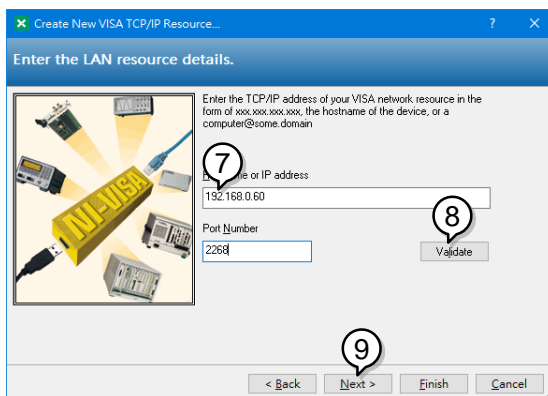 Create New VISA TCP/IP Resource...
Enter the LAN resource details.
Enter the TCP/IP address of your VISA network resource in the
form of xxx.xxx.xxx.xxx, the hostname of the device, or a
computer@some.domain
7
or IP address
192.168.0.60
8
Port Number
2268
Validate
NI-VISA
9
< Back Next > Finish Cancel